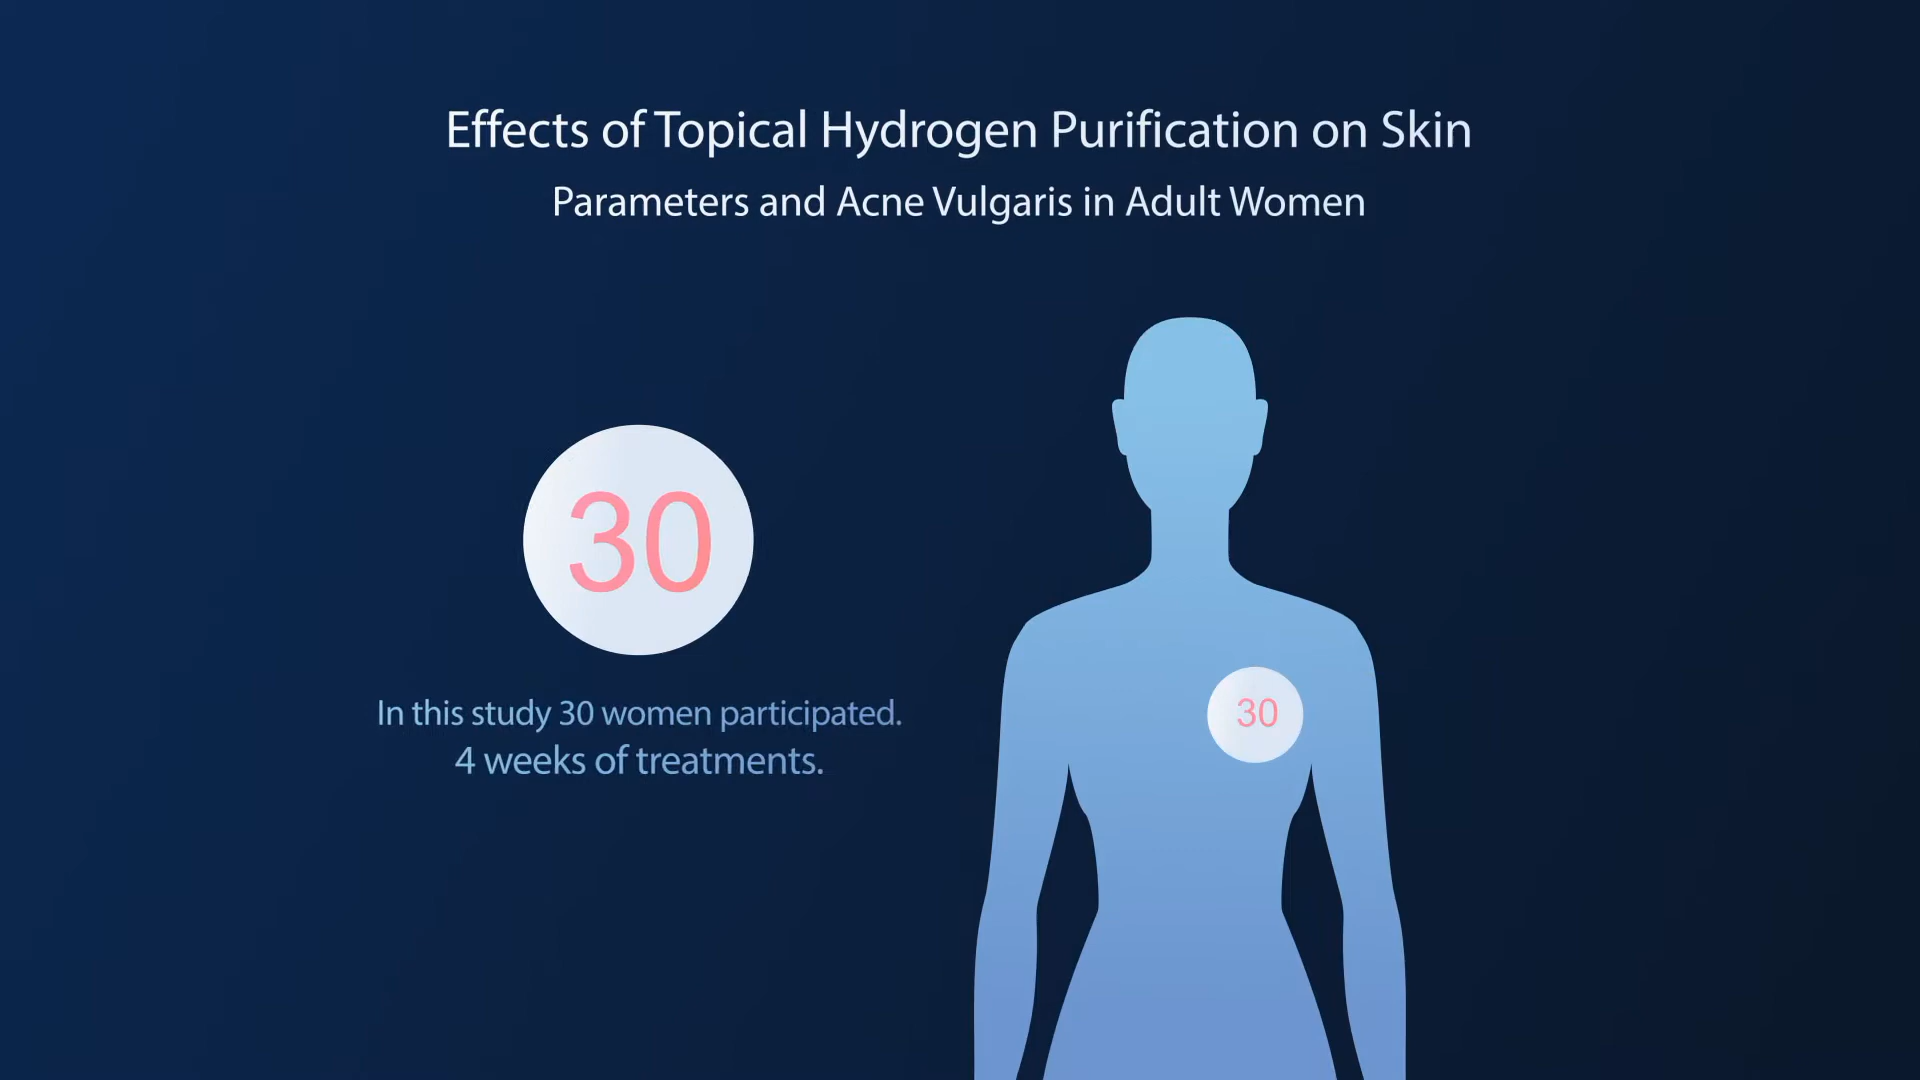 Effects of Topical Hydrogen Purification on Skin
Parameters and Acne Vulgaris in Adult Women
30
In this study 30 women participated.
4 weeks of treatments.
30